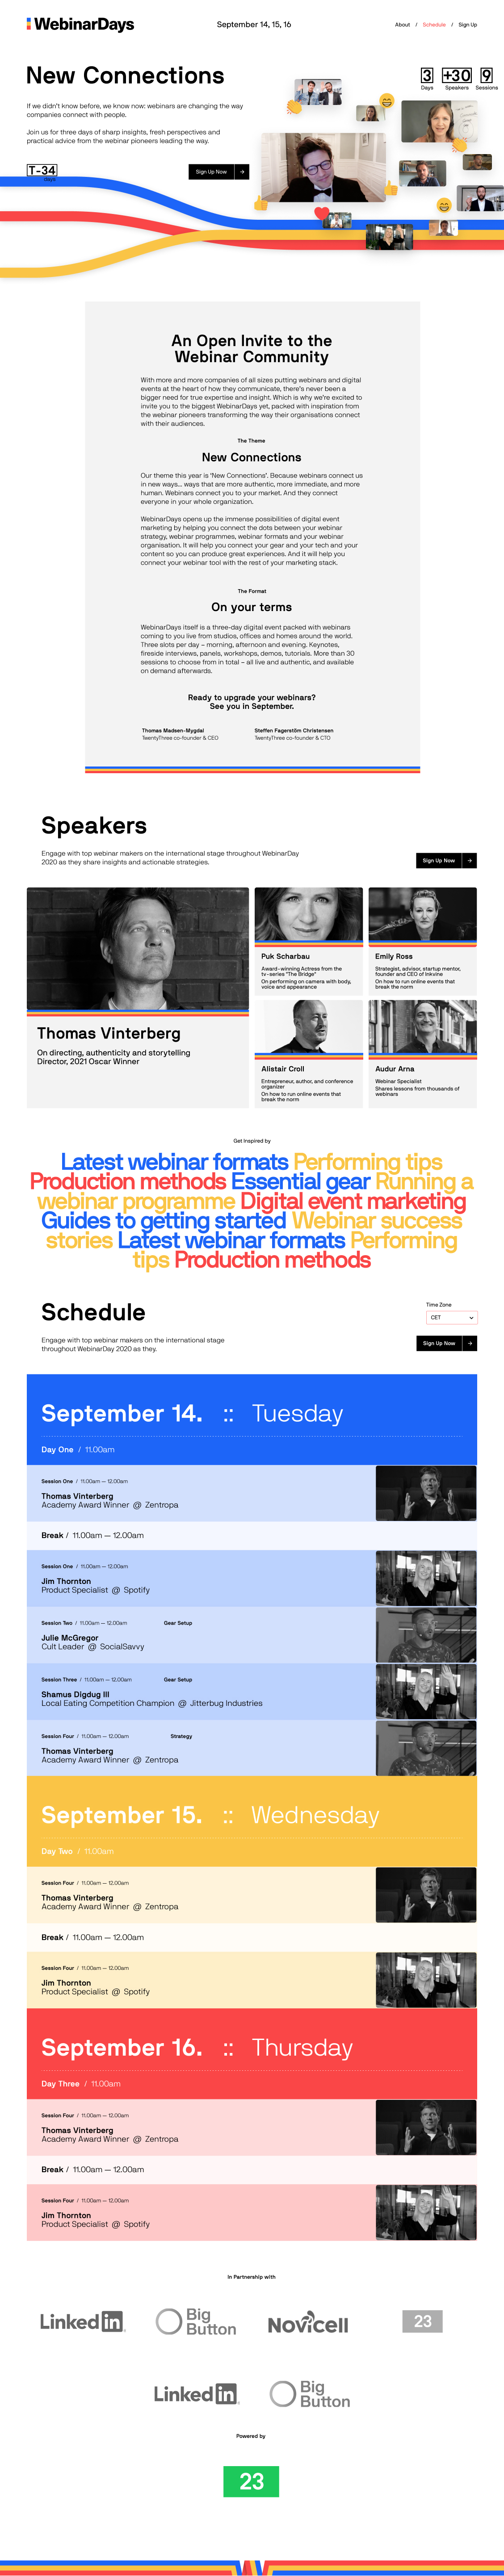 WebinarDays
September 14, 15, 16
About / Schedule / Sign Up
New Connections
3 +30 9
Days Speakers Sessions
If we didn't know before, we know now: webinars are changing the way
companies connect with people.
Join us for three days of sharp insights, fresh perspectives and
practical advice from the webinar pioneers leading the way.
T-34
Days
Sign Up Now →
An Open Invite to the
Webinar Community
With more and more companies of all sizes putting webinars and digital
events at the heart of how they communicate, there's never been a
bigger need for true expertise and insight. Which is why we're excited to
invite you to the biggest WebinarDays yet, packed with inspiration from
the webinar pioneers transforming the way their organisations connect
with their audiences.
The Theme
New Connections
Our theme this year is 'New Connections'. Because webinars connect us
in new ways... ways that are more authentic, more immediate, and more
human. Webinars connect you to your market. And they connect
everyone in your whole organization.
WebinarDays opens up the immense possibilities of digital event
marketing by helping you connect the dots between your webinar
strategy, webinar programmes, webinar formats and your webinar
organisation. It will help you connect your gear and your tech and your
content so you can produce great experiences. And it will help you
connect your webinar tool with the rest of your marketing stack.
The Format
On your terms
WebinarDays itself is a three-day digital event packed with webinars
coming to you live from studios, offices and homes around the world.
Three slots per day – morning, afternoon and evening. Keynotes,
fireside interviews, panels, workshops, demos, tutorials. More than 30
sessions to choose from in total – all live and authentic, and available
on demand afterwards.
Ready to upgrade your webinars?
See you in September.
Thomas Madsen-Mygdal
TwentyThree co-founder & CEO
Steffen Fagerström Christensen
TwentyThree co-founder & CTO
Speakers
Engage with top webinar makers on the international stage throughout WebinarDay
2020 as they share insights and actionable strategies.
Sign Up Now →
Thomas Vinterberg
On directing, authenticity and storytelling
Director, 2021 Oscar Winner
Puk Scharbau
Award-winning Actress from the
tv-series "The Bridge"
On performing on camera with body,
voice and appearance
Emily Ross
Strategist, advisor, startup mentor,
founder and CEO of Inkvine
On how to run online events that
break the norm
Alistair Croll
Entrepreneur, author, and conference
organizer
On how to run online events that
break the norm
Audur Arna
Webinar Specialist
Shares lessons from thousands of
webinars
Get Inspired by
Latest webinar formats Performing tips
Production methods Essential gear Running a
webinar programme Digital event marketing
Guides to getting started Webinar success
stories Latest webinar formats Performing
tips Production methods
Schedule
Time Zone
CET
Engage with top webinar makers on the international stage
throughout WebinarDay 2020 as they.
Sign Up Now →
September 14. :: Tuesday
Day One / 11.00am
Session One / 11.00am — 12.00am
Thomas Vinterberg
Academy Award Winner @ Zentropa
Break / 11.00am — 12.00am
Session One / 11.00am — 12.00am
Jim Thornton
Product Specialist @ Spotify
Session Two / 11.00am — 12.00am Gear Setup
Julie McGregor
Cult Leader @ SocialSavvy
Session Three / 11.00am — 12.00am Gear Setup
Shamus Digdug III
Local Eating Competition Champion @ Jitterbug Industries
Session Four / 11.00am — 12.00am Strategy
Thomas Vinterberg
Academy Award Winner @ Zentropa
September 15. :: Wednesday
Day Two / 11.00am
Session Four / 11.00am — 12.00am
Thomas Vinterberg
Academy Award Winner @ Zentropa
Break / 11.00am — 12.00am
Session Four / 11.00am — 12.00am
Jim Thornton
Product Specialist @ Spotify
September 16. :: Thursday
Day Three / 11.00am
Session Four / 11.00am — 12.00am
Thomas Vinterberg
Academy Award Winner @ Zentropa
Break / 11.00am — 12.00am
Session Four / 11.00am — 12.00am
Jim Thornton
Product Specialist @ Spotify
In Partnership with
Linked in
Big
Button
Novicell
23
Linked in
Big
Button
Powered by
23